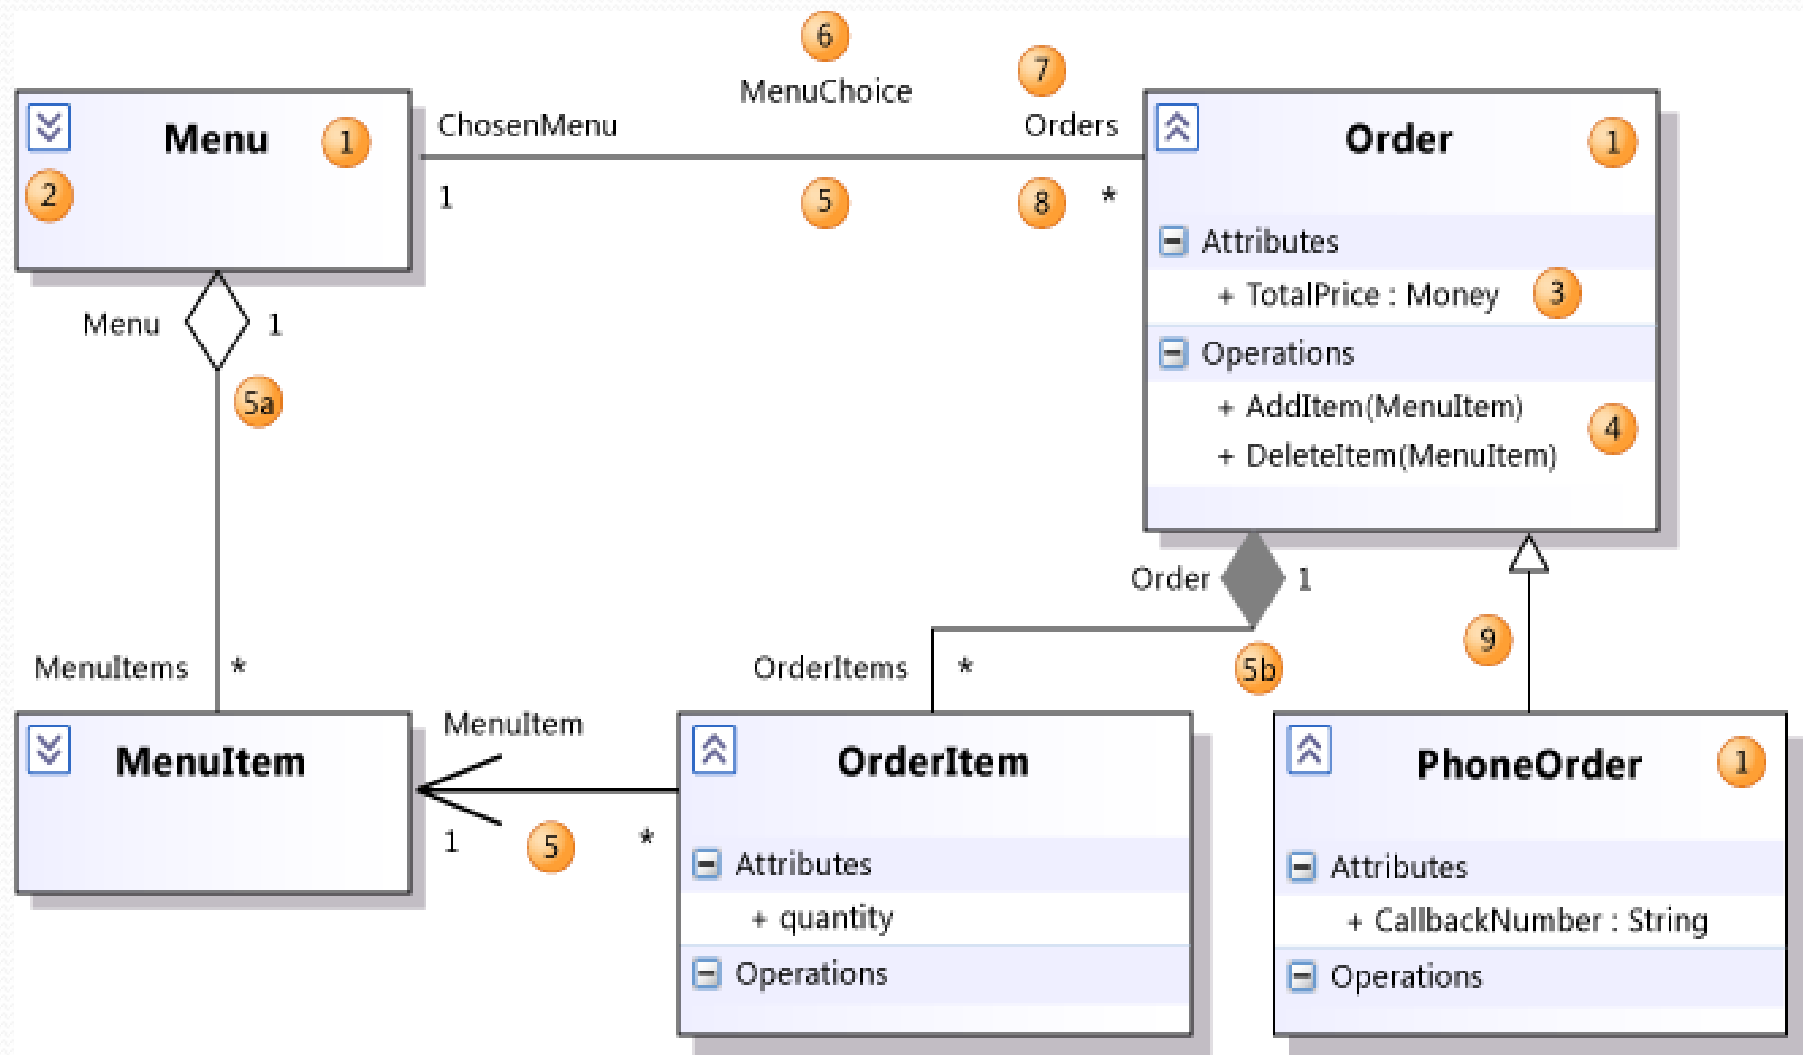 6
MenuChoice
7
Menu 1
2
ChosenMenu
Orders
1
5
8
*
Order 1
Attributes
+ TotalPrice : Money 3
Operations
+ AddItem(MenuItem)
4
+ DeleteItem(MenuItem)
Menu
1
5a
MenuItems
*
Order
1
5b
9
OrderItems
*
MenuItem
MenuItem
1
5
*
OrderItem
Attributes
+ quantity
Operations
PhoneOrder 1
Attributes
+ CallbackNumber : String
Operations